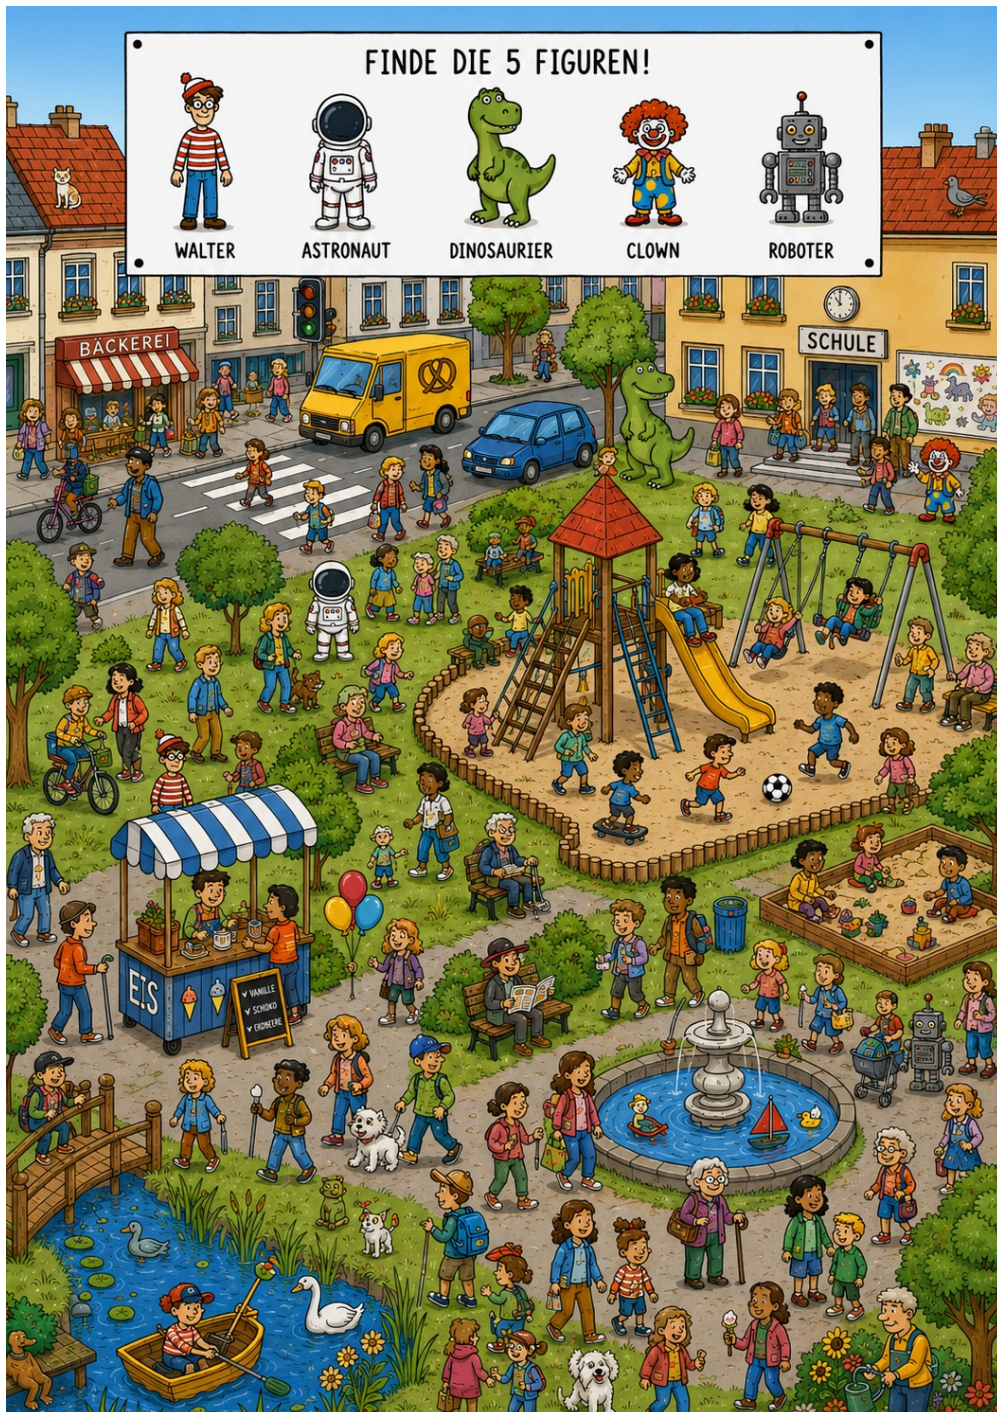 FINDE DIE 5 FIGUREN!
WALTER
ASTRONAUT
DINOSAURIER
CLOWN
ROBOTER
BÄCKEREI
SCHULE
EIS
✓ VANILLE
✓ SCHOKO
✓ ERDBEERE